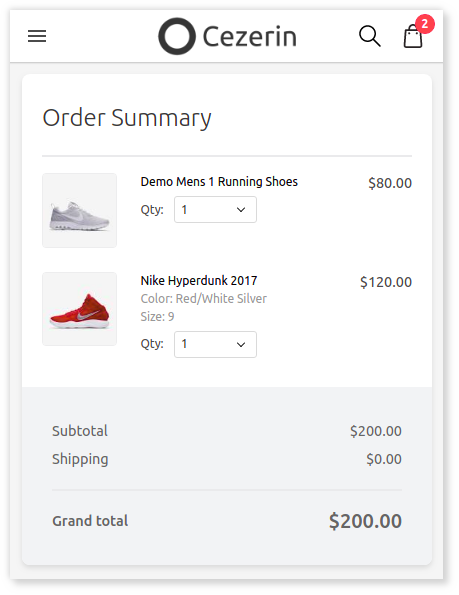 Cezerin
2
Order Summary
Demo Mens 1 Running Shoes
$80.00
Qty:
1
Nike Hyperdunk 2017
$120.00
Color: Red/White Silver
Size: 9
Qty:
1
Subtotal
$200.00
Shipping
$0.00
Grand total
$200.00